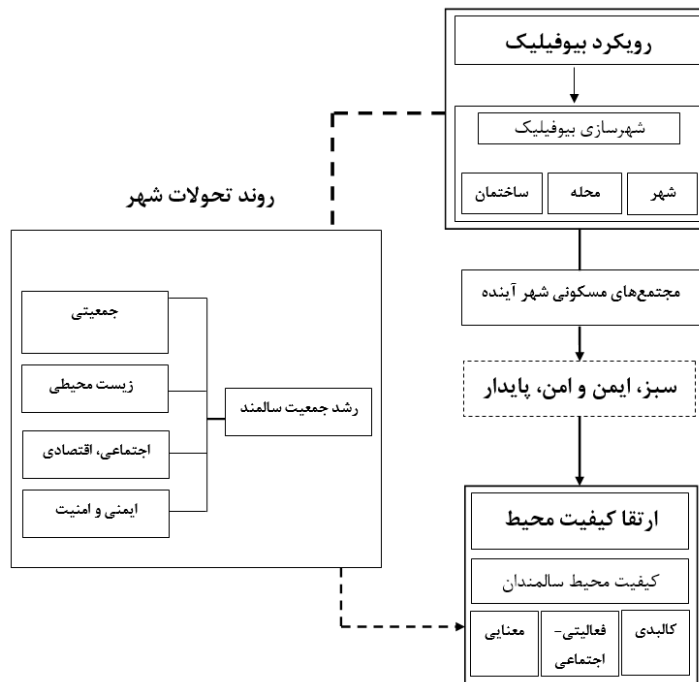 رویکرد بیوفیلیک
شهرسازی بیوفیلیک
شهر
محله
ساختمان
مجتمع‌های مسکونی شهر آینده
سبز، ایمن و امن، پایدار
ارتقا کیفیت محیط
کیفیت محیط سالمندان
کالبدی
فعالیتی-
اجتماعی
معنایی
روند تحولات شهر
رشد جمعیت سالمند
جمعیتی
زیست محیطی
اجتماعی، اقتصادی
ایمنی و امنیت